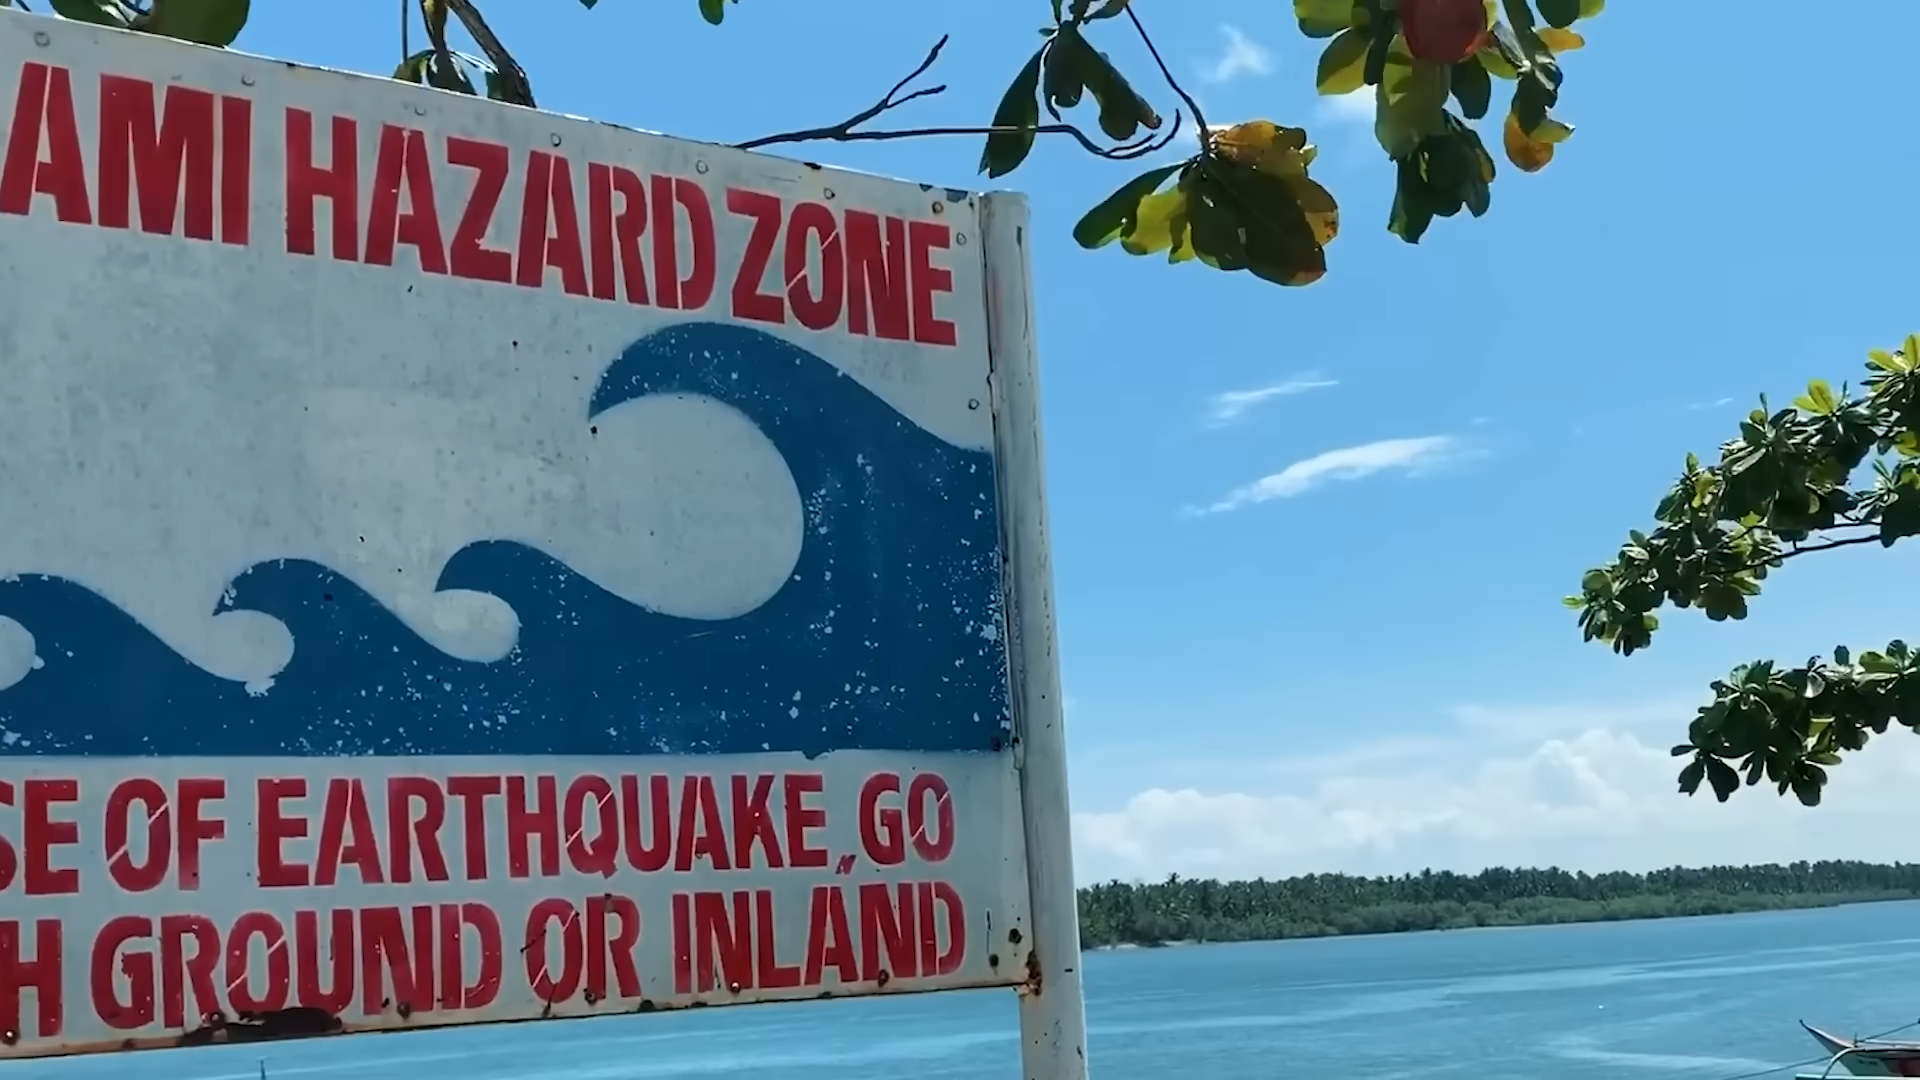 AMI HAZARD ZONE
SE OF EARTHQUAKE, GO
H GROUND OR INLAND